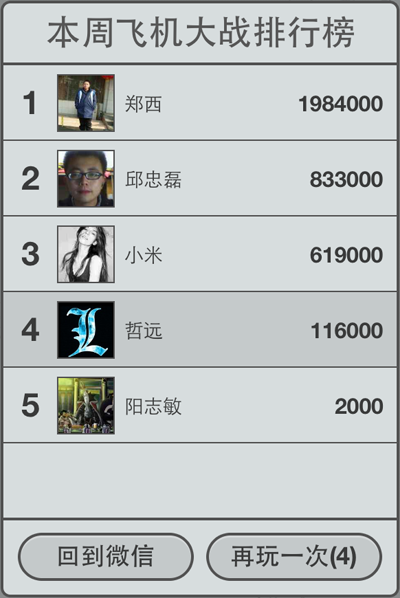 本周飞机大战排行榜
1 郑西 1984000
2 邱忠磊 833000
3 小米 619000
4 哲远 116000
5 阳志敏 2000
回到微信 再玩一次(4)